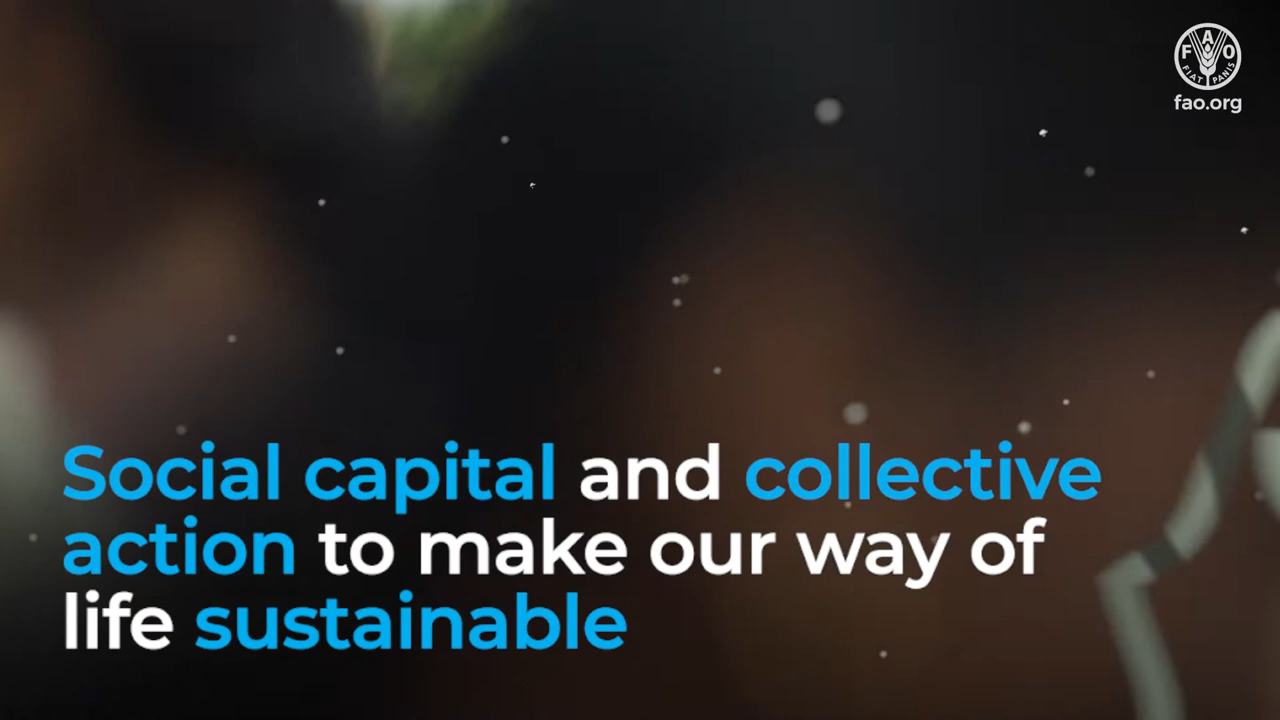 FAO
FIAT PANIS
fao.org
Social capital and collective
action to make our way of
life sustainable